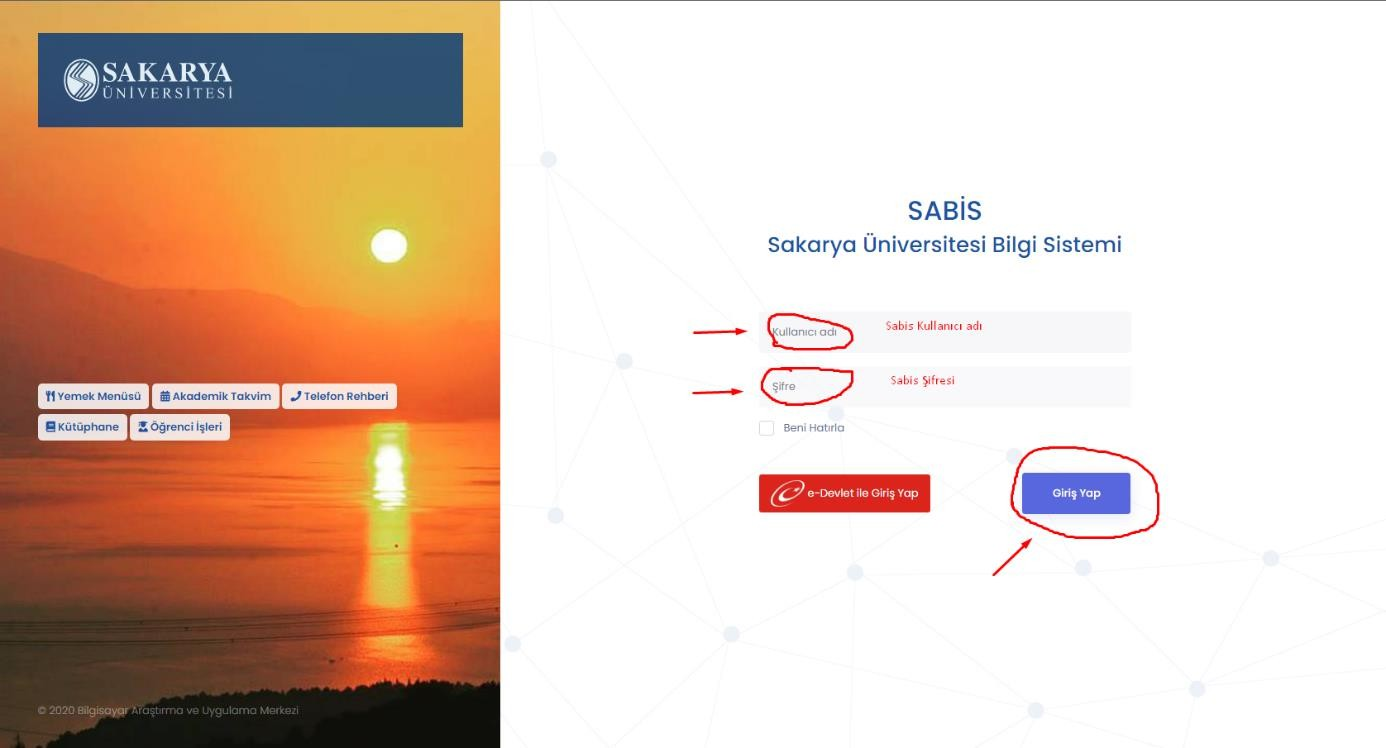 SAKARYA
ÜNİVERSİTESİ
Yemek Menüsü Akademik Takvim Telefon Rehberi
Kütüphane Öğrenci İşleri
© 2020 Bilgisayar Araştırma ve Uygulama Merkezi
SABİS
Sakarya Üniversitesi Bilgi Sistemi
Kullanıcı adı Sabis Kullanıcı adı
Şifre Sabis Şifresi
Beni Hatırla
e-Devlet ile Giriş Yap Giriş Yap